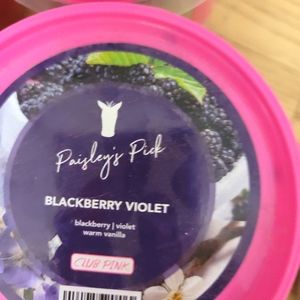 Paisley's Pick
BLACKBERRY VIOLET
blackberry | violet
warm vanilla
CLUB PINK